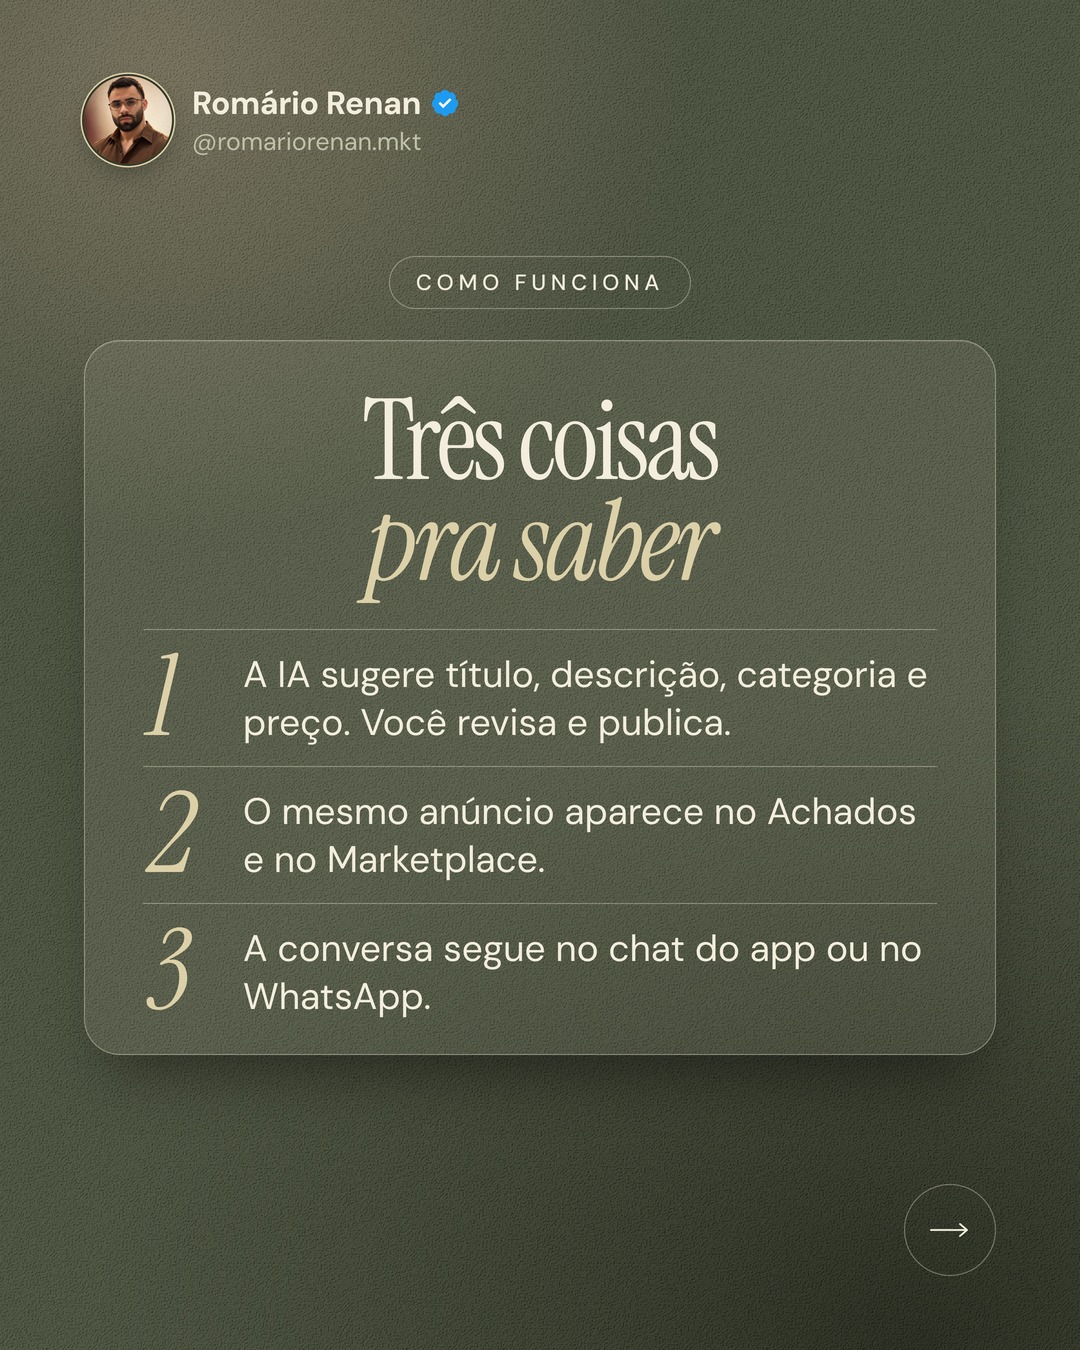 Romário Renan
@romariorenan.mkt
COMO FUNCIONA
Três coisas
pra saber
1
A IA sugere título, descrição, categoria e
preço. Você revisa e publica.
2
O mesmo anúncio aparece no Achados
e no Marketplace.
3
A conversa segue no chat do app ou no
WhatsApp.